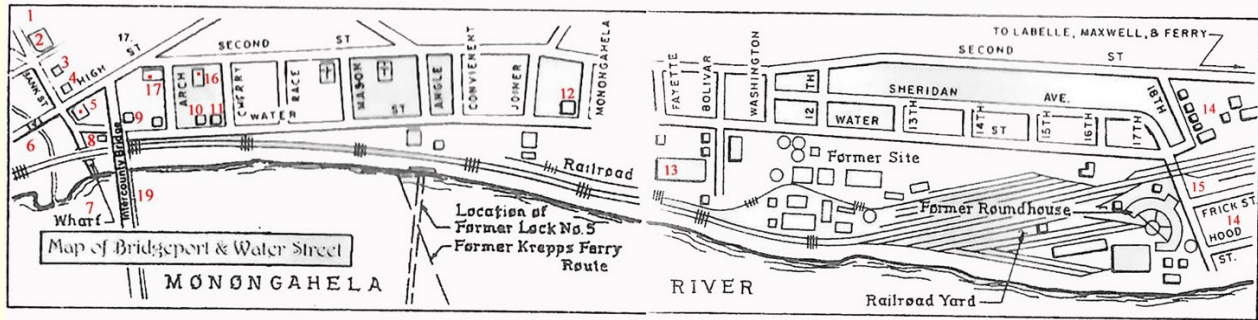 1
2
3
4
BANK ST
HIGH
17. ST
SECOND ST
5
6
7
8
9
10
11
12
16
17
19
ARCH
CHERRY
RACE
MASON
ANGLE
CONVIENENT
JOINER
MONONGAHELA
WATER ST
Intercounty Bridge
Wharf
Railroad
Location of
Former Lock No.5
Former Krepps Ferry
Route
Map of Bridgeport & Water Street
MONONGAHELA
TO LABELLE, MAXWELL, & FERRY
SECOND ST
FAYETTE
BOLIVAR
WASHINGTON
12 TH
SHERIDAN AVE.
WATER ST
13TH
14TH
15TH
16TH
17TH
18TH
14
13
15
Former Site
Former Roundhouse
FRICK ST.
14
HOOD ST.
RIVER
Railroad Yard